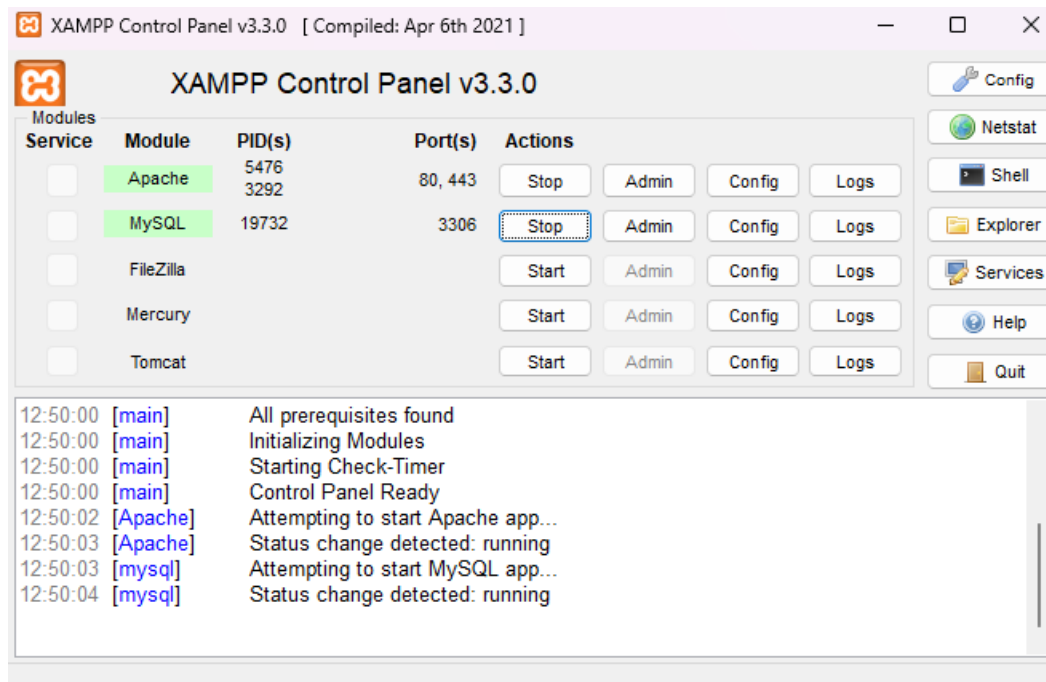 XAMPP Control Panel v3.3.0 [ Compiled: Apr 6th 2021 ]
XAMPP Control Panel v3.3.0
Config
Modules
Service Module PID(s) Port(s) Actions
Netstat
Apache 5476 3292 80, 443 Stop Admin Config Logs
Shell
MySQL 19732 3306 Stop Admin Config Logs
Explorer
FileZilla Start Admin Config Logs
Services
Mercury Start Admin Config Logs
Help
Tomcat Start Admin Config Logs
Quit
12:50:00 [main] All prerequisites found
12:50:00 [main] Initializing Modules
12:50:00 [main] Starting Check-Timer
12:50:00 [main] Control Panel Ready
12:50:02 [Apache] Attempting to start Apache app...
12:50:03 [Apache] Status change detected: running
12:50:03 [mysql] Attempting to start MySQL app...
12:50:04 [mysql] Status change detected: running